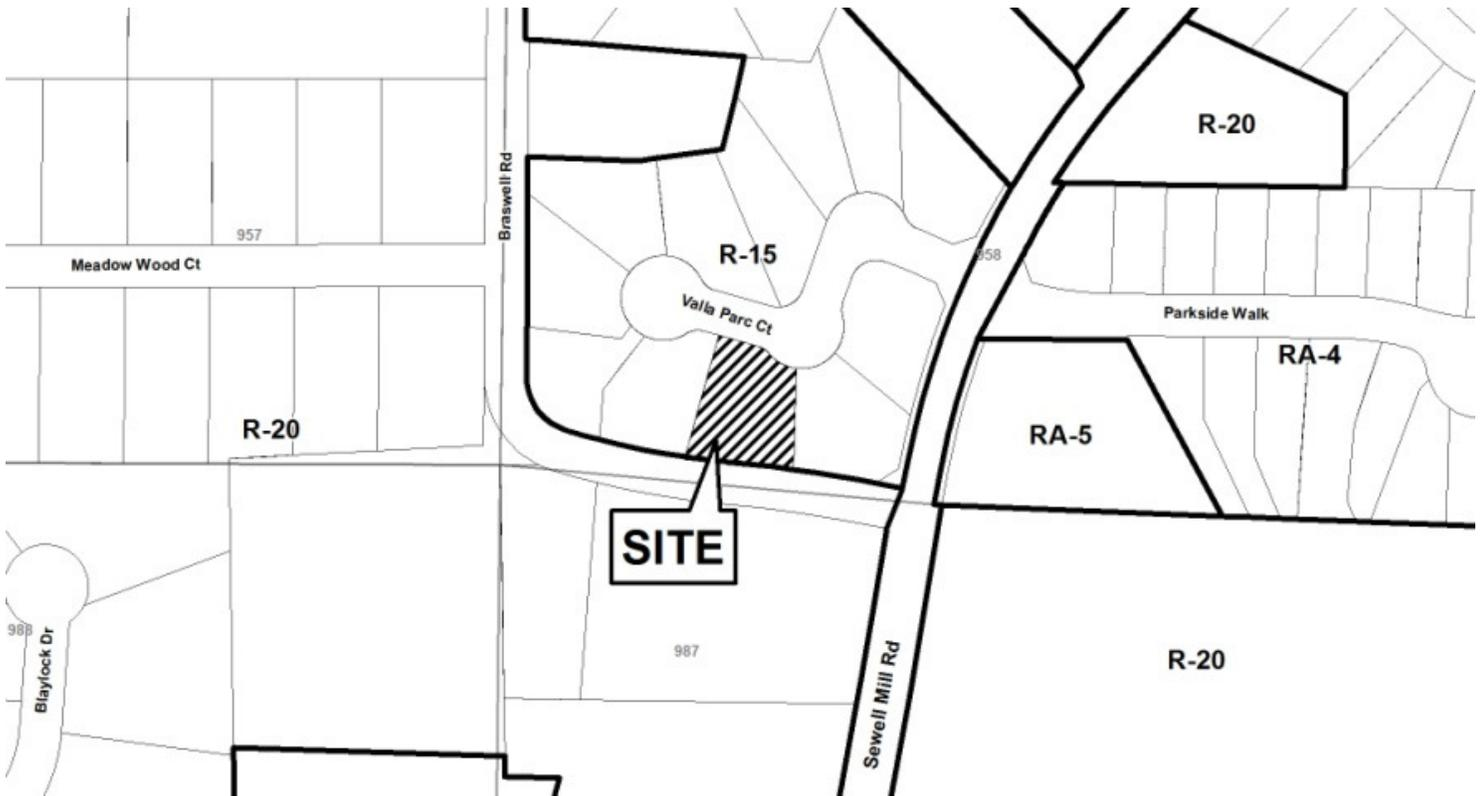 R-20
Braswell Rd
957
R-15
958
Meadow Wood Ct
Valla Parc Ct
Parkside Walk
RA-4
R-20
RA-5
SITE
988
987
R-20
Blaylock Dr
Sewell Mill Rd